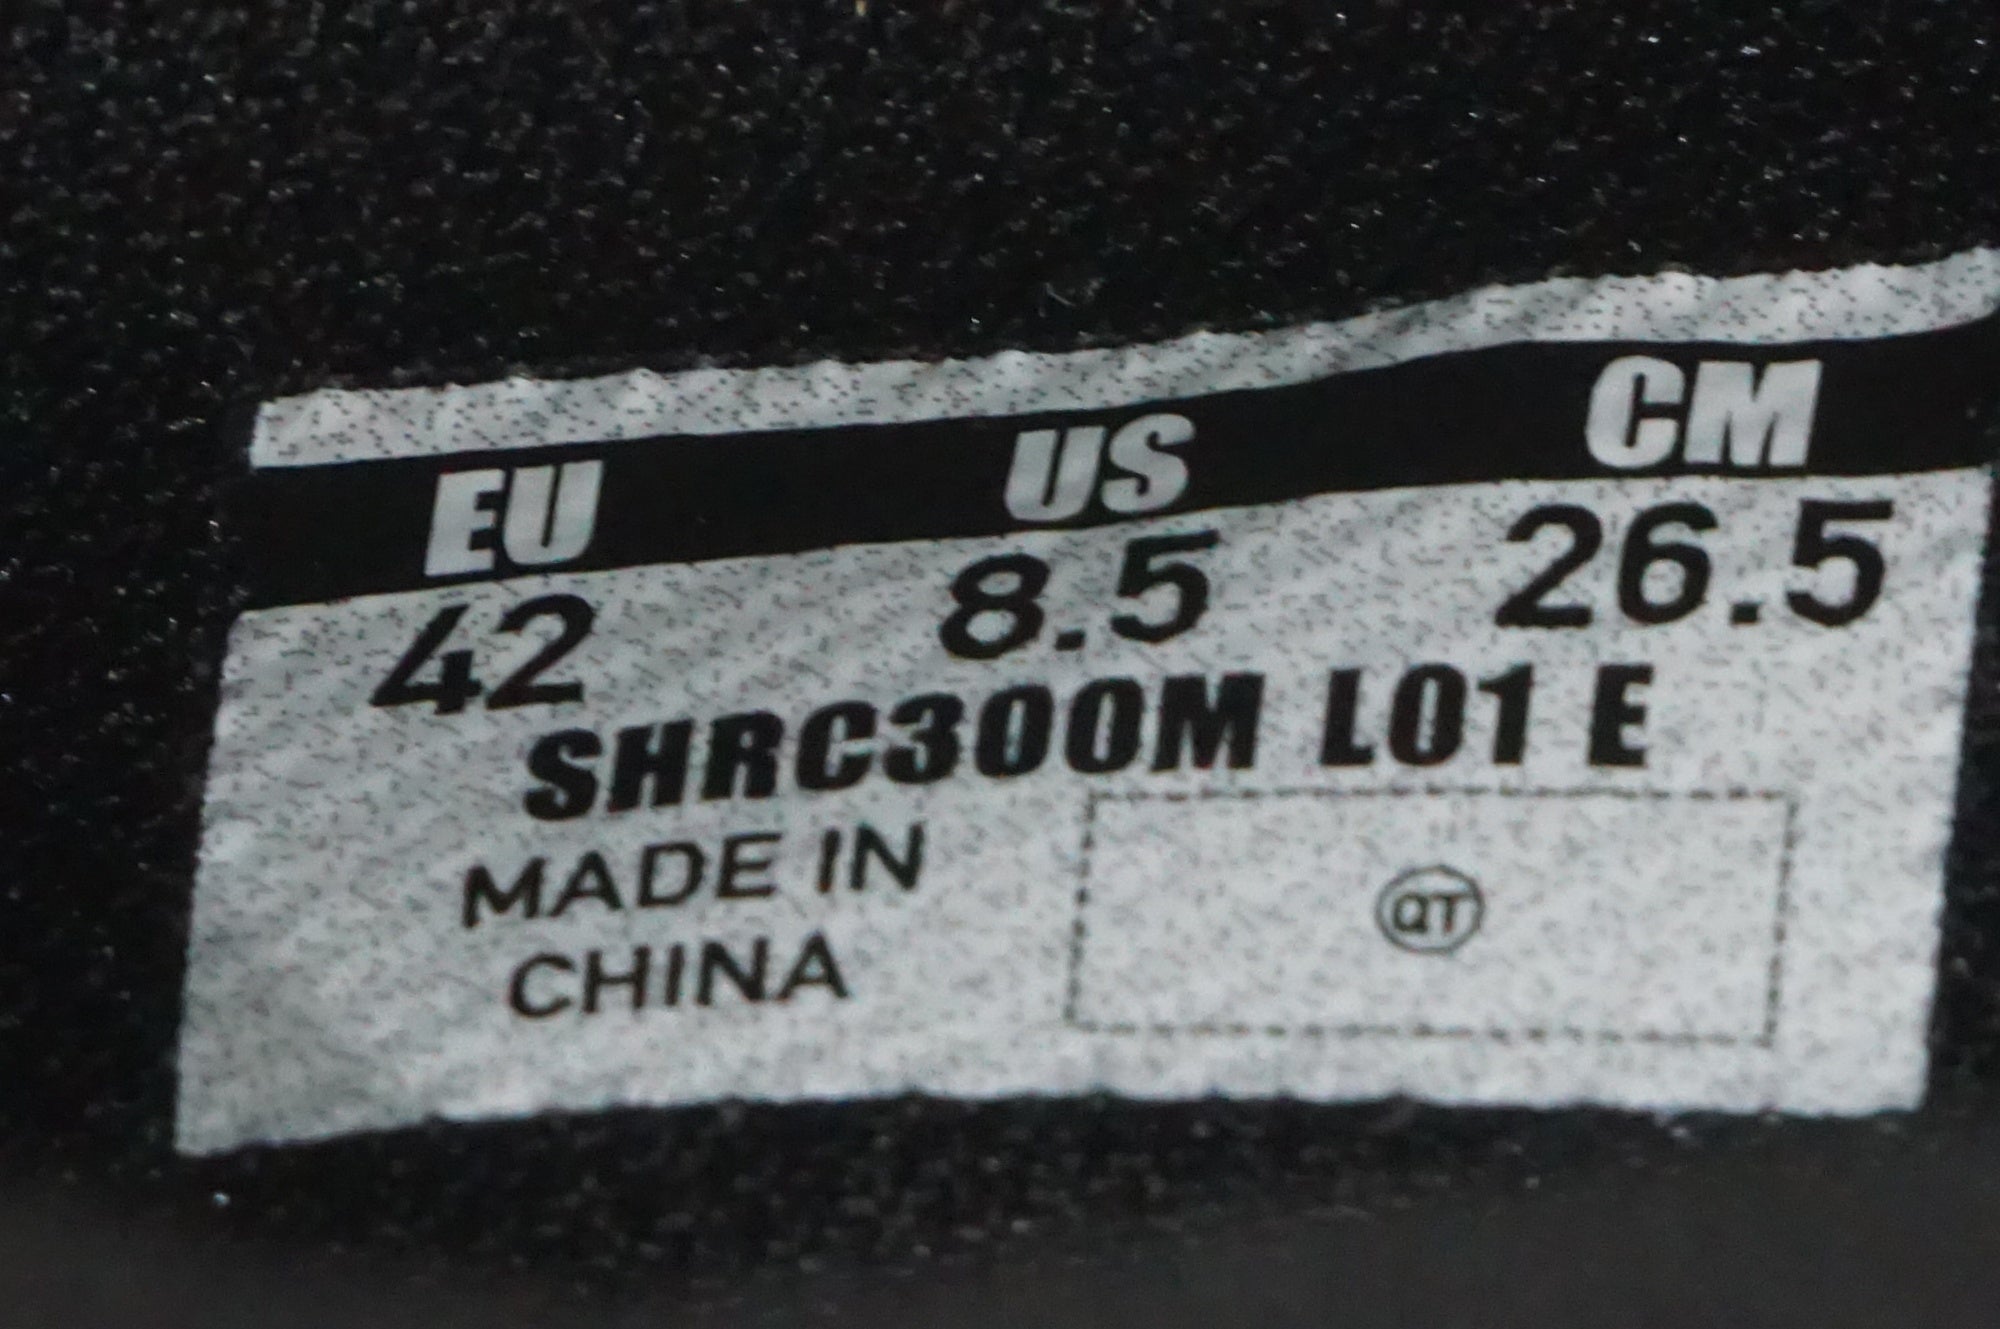 EU US CM
42 8.5 26.5
SHRC300M L01 E
MADE IN
CHINA
QT